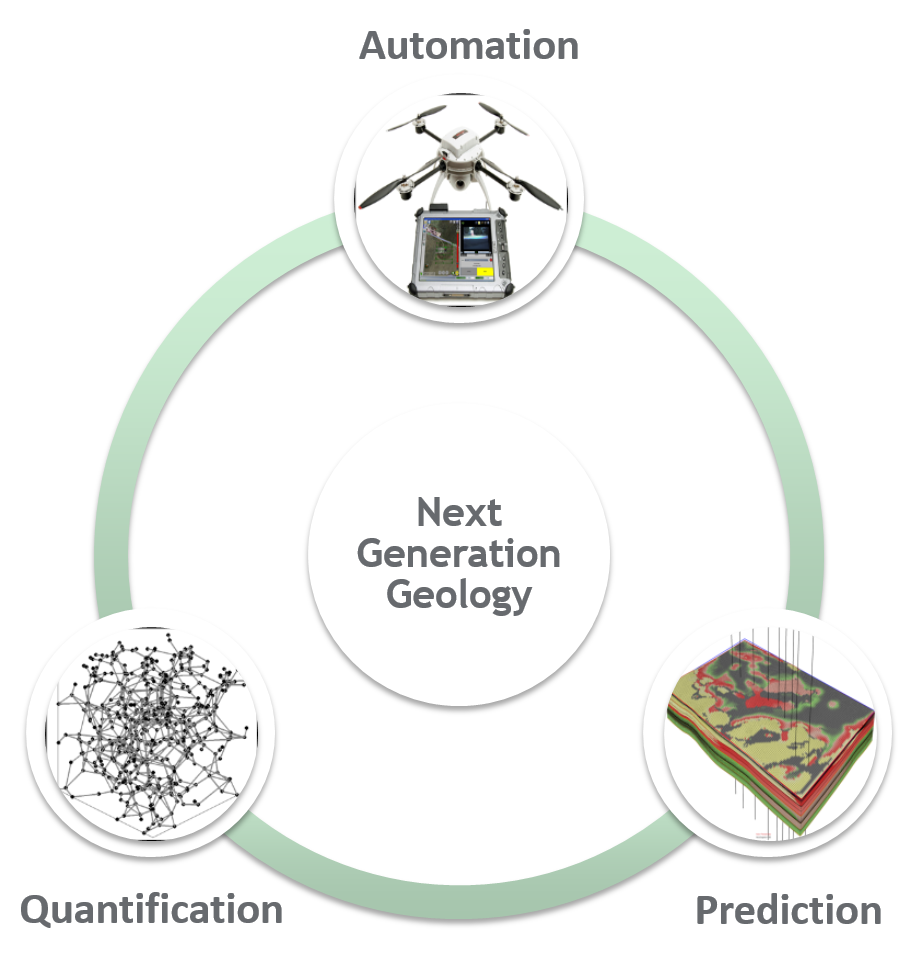 Automation
Next
Generation
Geology
Quantification
Prediction